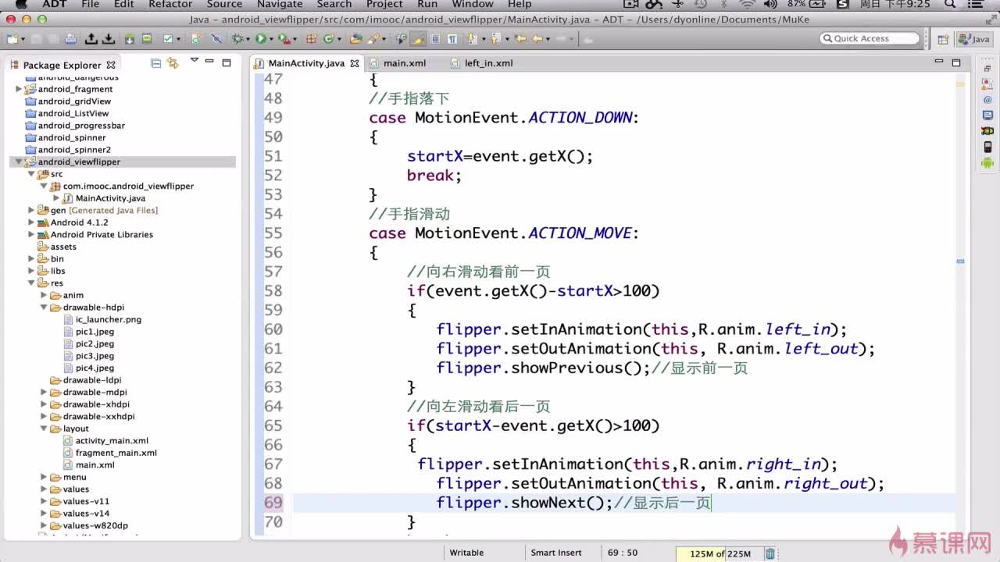 ADT File Edit Refactor Source Navigate Search Project Run Window Help 87% 周日 下午9:25
Java - android_viewflipper/src/com/imooc/android_viewflipper/MainActivity.java - ADT - /Users/dyonline/Documents/MuKe
Quick Access
Java
Package Explorer
android_dangerous
android_fragment
android_gridView
android_ListView
android_progressbar
android_spinner
android_spinner2
android_viewflipper
src
com.imooc.android_viewflipper
MainActivity.java
gen [Generated Java Files]
Android 4.1.2
Android Private Libraries
assets
bin
libs
res
anim
drawable-hdpi
ic_launcher.png
pic1.jpeg
pic2.jpeg
pic3.jpeg
pic4.jpeg
drawable-ldpi
drawable-mdpi
drawable-xhdpi
drawable-xxhdpi
layout
activity_main.xml
fragment_main.xml
main.xml
menu
values
values-v11
values-v14
values-w820dp
MainActivity.java main.xml left_in.xml
47 {
48 //手指落下
49 case MotionEvent.ACTION_DOWN:
50 {
51 startX=event.getX();
52 break;
53 }
54 //手指滑动
55 case MotionEvent.ACTION_MOVE:
56 {
57 //向右滑动看前一页
58 if(event.getX()-startX>100)
59 {
60 flipper.setInAnimation(this,R.anim.left_in);
61 flipper.setOutAnimation(this, R.anim.left_out);
62 flipper.showPrevious();//显示前一页
63 }
64 //向左滑动看后一页
65 if(startX-event.getX()>100)
66 {
67 flipper.setInAnimation(this,R.anim.right_in);
68 flipper.setOutAnimation(this, R.anim.right_out);
69 flipper.showNext();//显示后一页
70 }
Writable Smart Insert 69 : 50 125M of 225M
慕课网